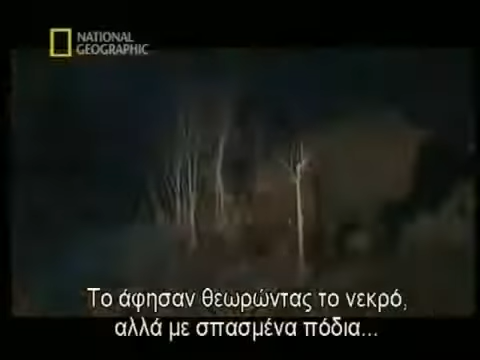 NATIONAL
GEOGRAPHIC
Το άφησαν θεωρώντας το νεκρό,
αλλά με σπασμένα πόδια...